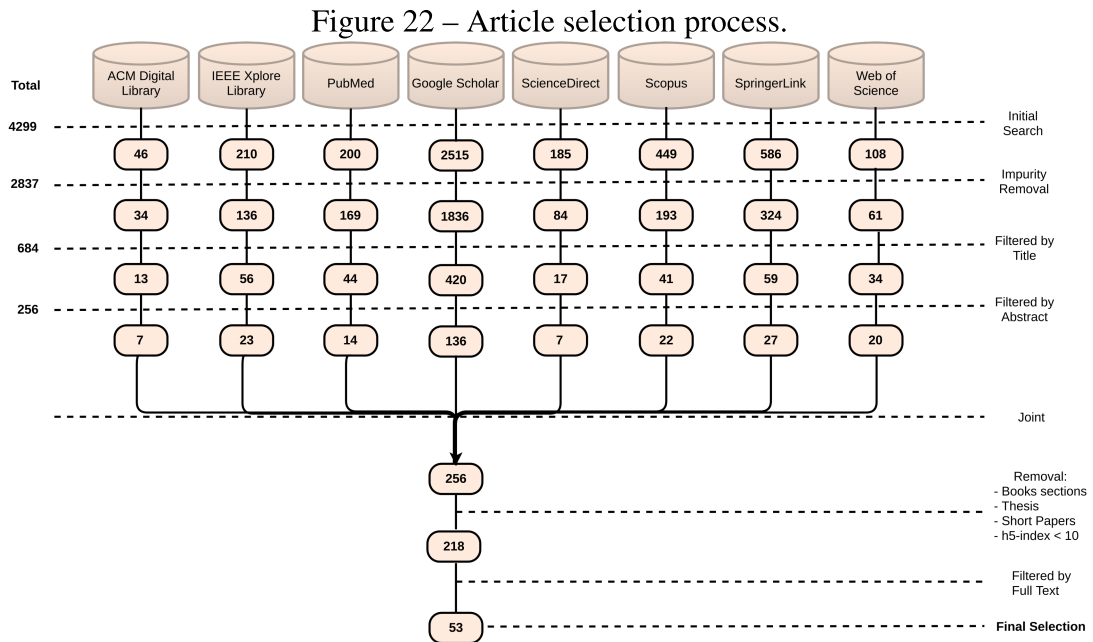 Figure 22 – Article selection process.
Total
ACM Digital
Library
IEEE Xplore
Library
PubMed
Google Scholar
ScienceDirect
Scopus
SpringerLink
Web of
Science
4299
Initial
Search
46
210
200
2515
185
449
586
108
2837
Impurity
Removal
34
136
169
1836
84
193
324
61
684
Filtered by
Title
13
56
44
420
17
41
59
34
256
Filtered by
Abstract
7
23
14
136
7
22
27
20
Joint
256
Removal:
- Books sections
- Thesis
- Short Papers
- h5-index < 10
218
Filtered by
Full Text
53
Final Selection